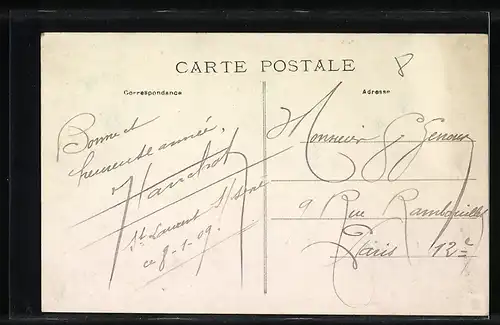 CARTE POSTALE
8
Correspondance
Adresse
Bonne et
heureuse année,
St Laurent
ce 8-1-09.
Monsieur G.
9 Rue Rambouillet
Paris 12e